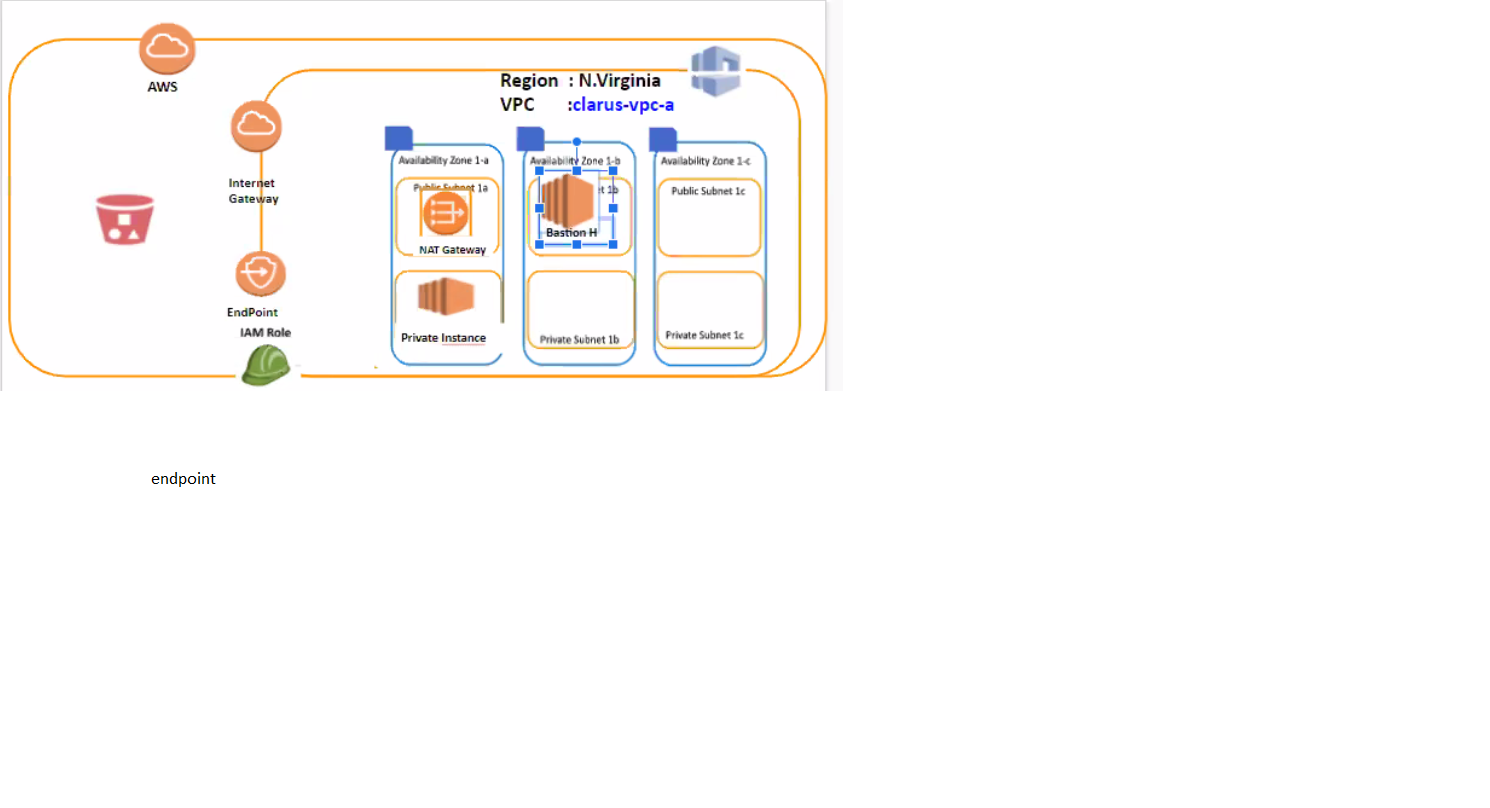 AWS
Region : N.Virginia
VPC :clarus-vpc-a
Internet
Gateway
EndPoint
IAM Role
Availability Zone 1-a
Public Subnet 1a
NAT Gateway
Private Instance
Availability Zone 1-b
1b
Bastion H
Private Subnet 1b
Availability Zone 1-c
Public Subnet 1c
Private Subnet 1c
endpoint